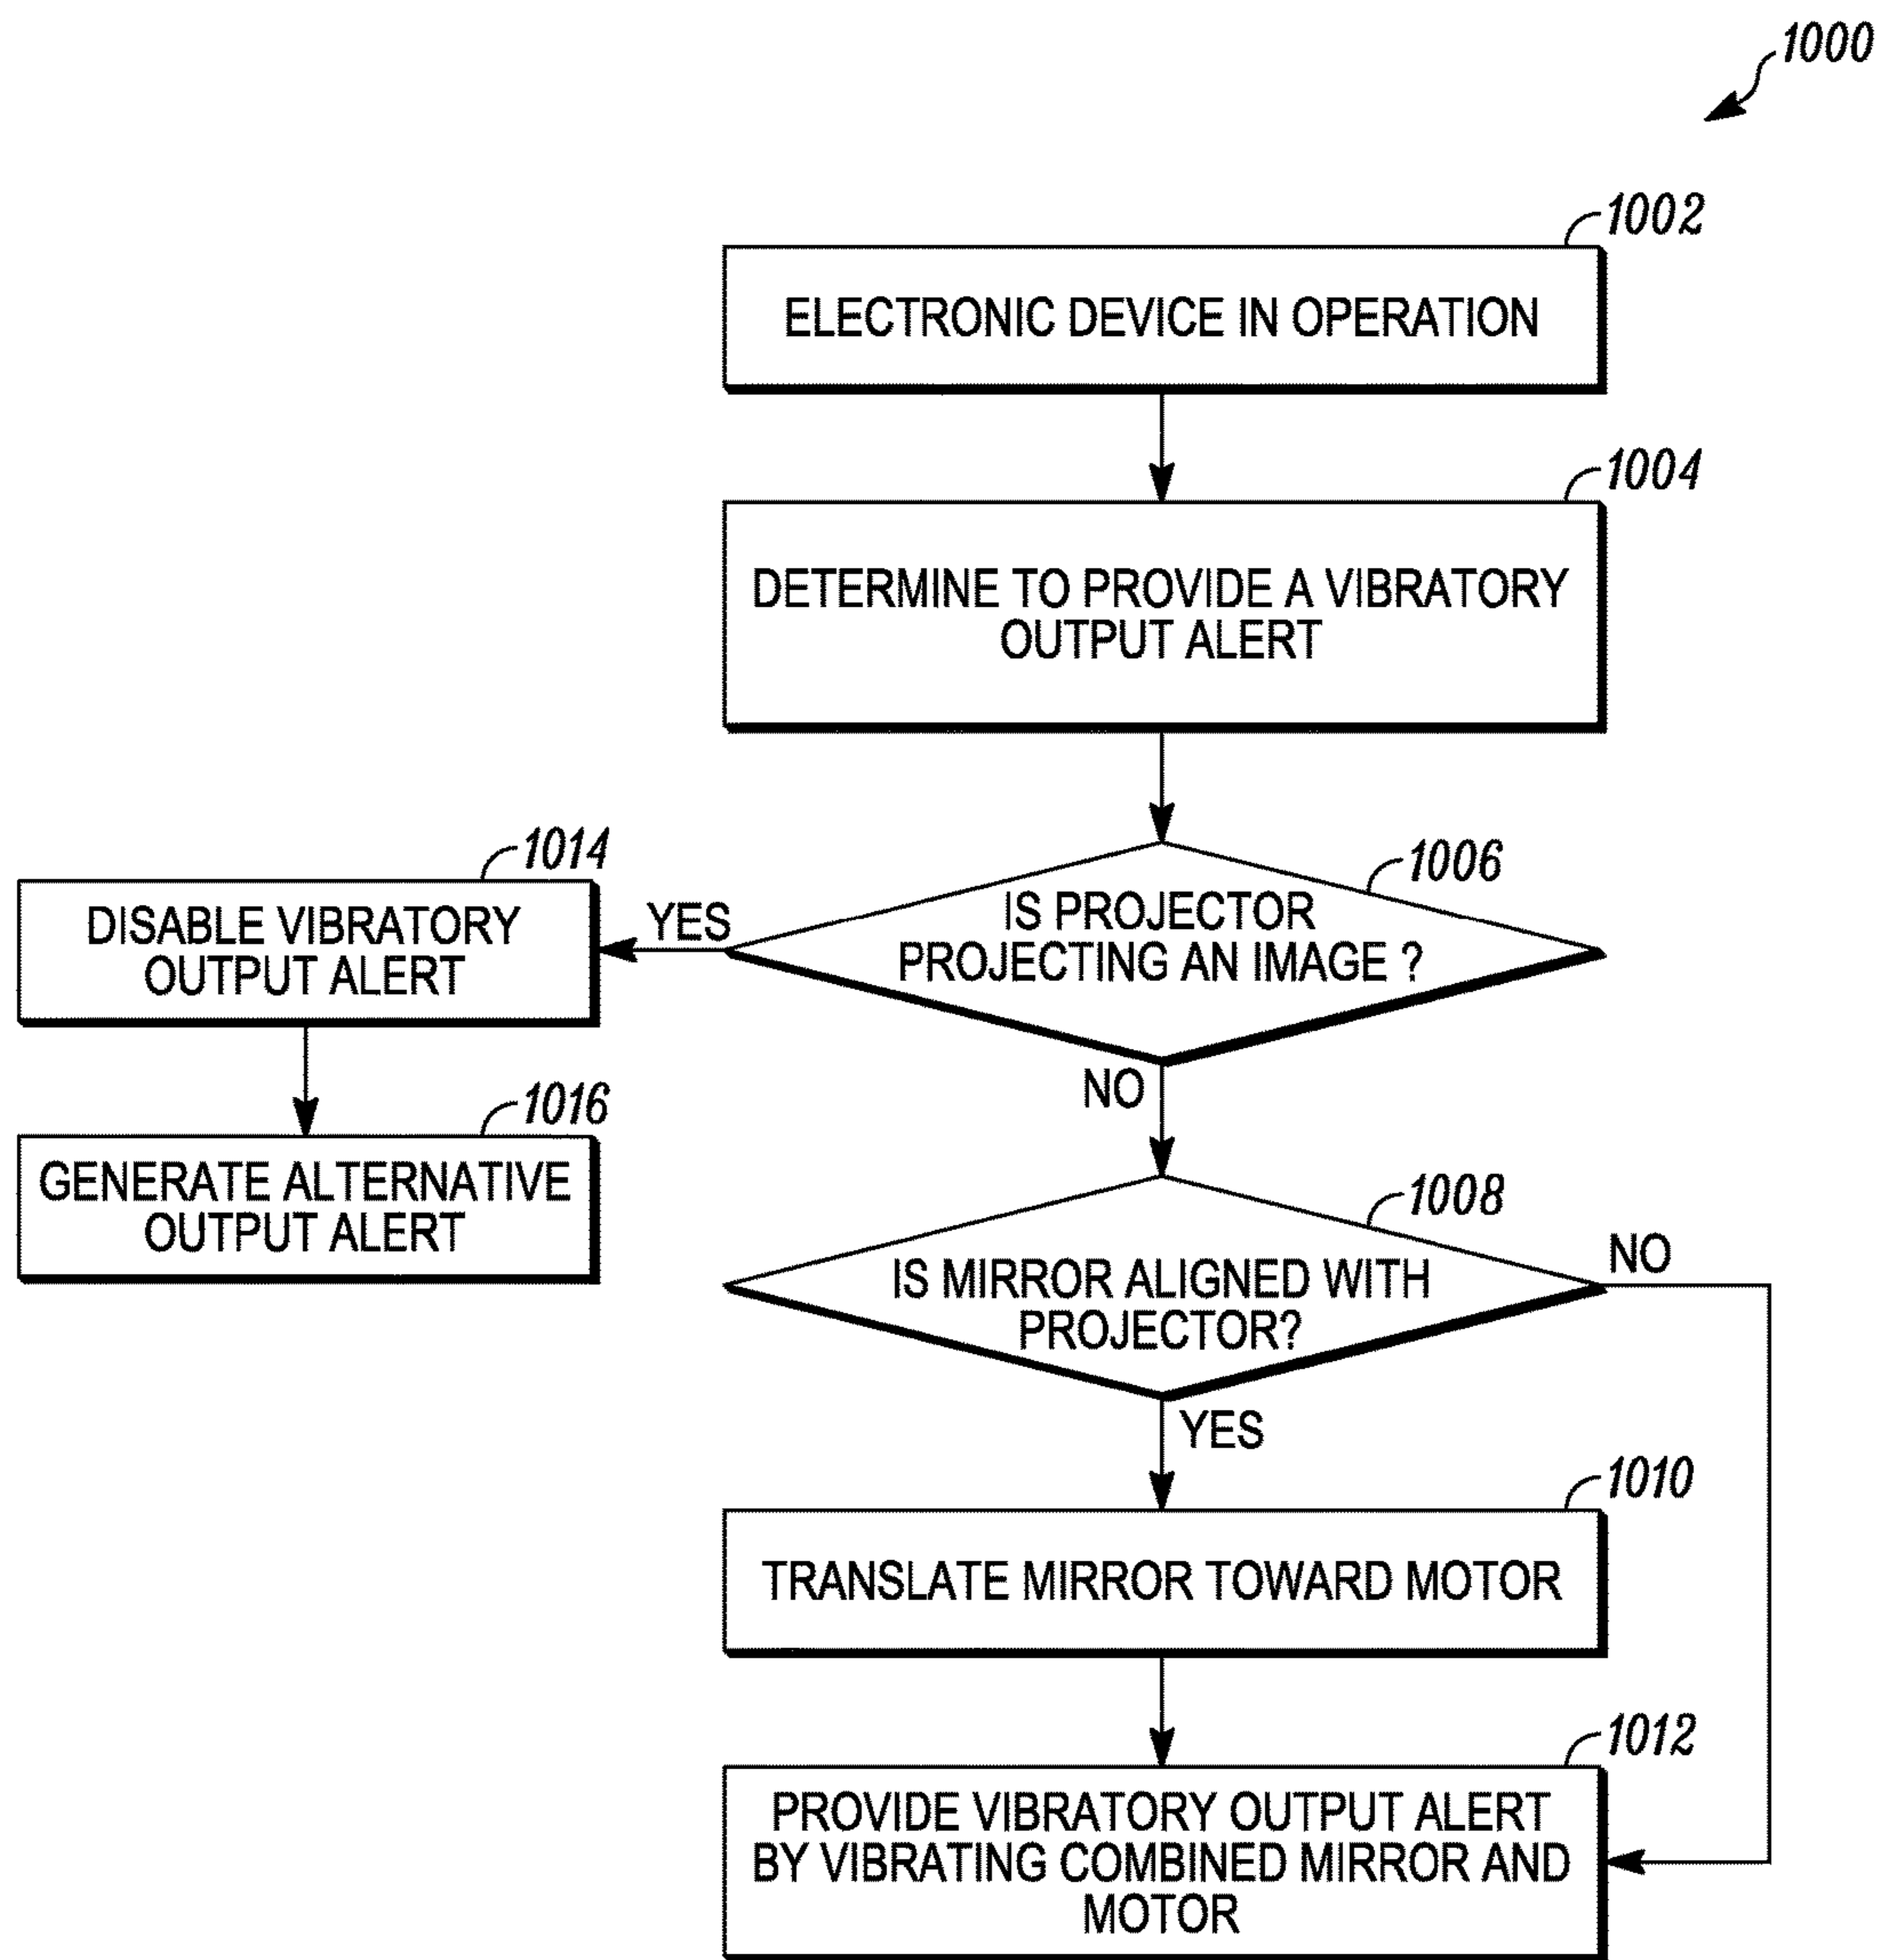 1000
1002
ELECTRONIC DEVICE IN OPERATION
1004
DETERMINE TO PROVIDE A VIBRATORY
OUTPUT ALERT
1006
IS PROJECTOR
PROJECTING AN IMAGE ?
YES
1014
DISABLE VIBRATORY
OUTPUT ALERT
1016
GENERATE ALTERNATIVE
OUTPUT ALERT
NO
1008
IS MIRROR ALIGNED WITH
PROJECTOR?
NO
YES
1010
TRANSLATE MIRROR TOWARD MOTOR
1012
PROVIDE VIBRATORY OUTPUT ALERT
BY VIBRATING COMBINED MIRROR AND
MOTOR